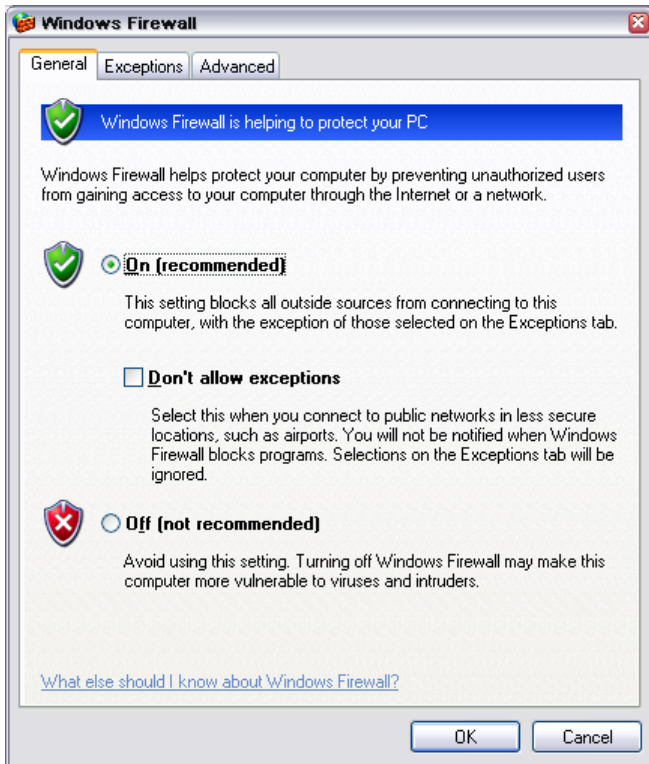 Windows Firewall
General Exceptions Advanced
Windows Firewall is helping to protect your PC
Windows Firewall helps protect your computer by preventing unauthorized users
from gaining access to your computer through the Internet or a network.
On (recommended)
This setting blocks all outside sources from connecting to this
computer, with the exception of those selected on the Exceptions tab.
Don't allow exceptions
Select this when you connect to public networks in less secure
locations, such as airports. You will not be notified when Windows
Firewall blocks programs. Selections on the Exceptions tab will be
ignored.
Off (not recommended)
Avoid using this setting. Turning off Windows Firewall may make this
computer more vulnerable to viruses and intruders.
What else should I know about Windows Firewall?
OK Cancel